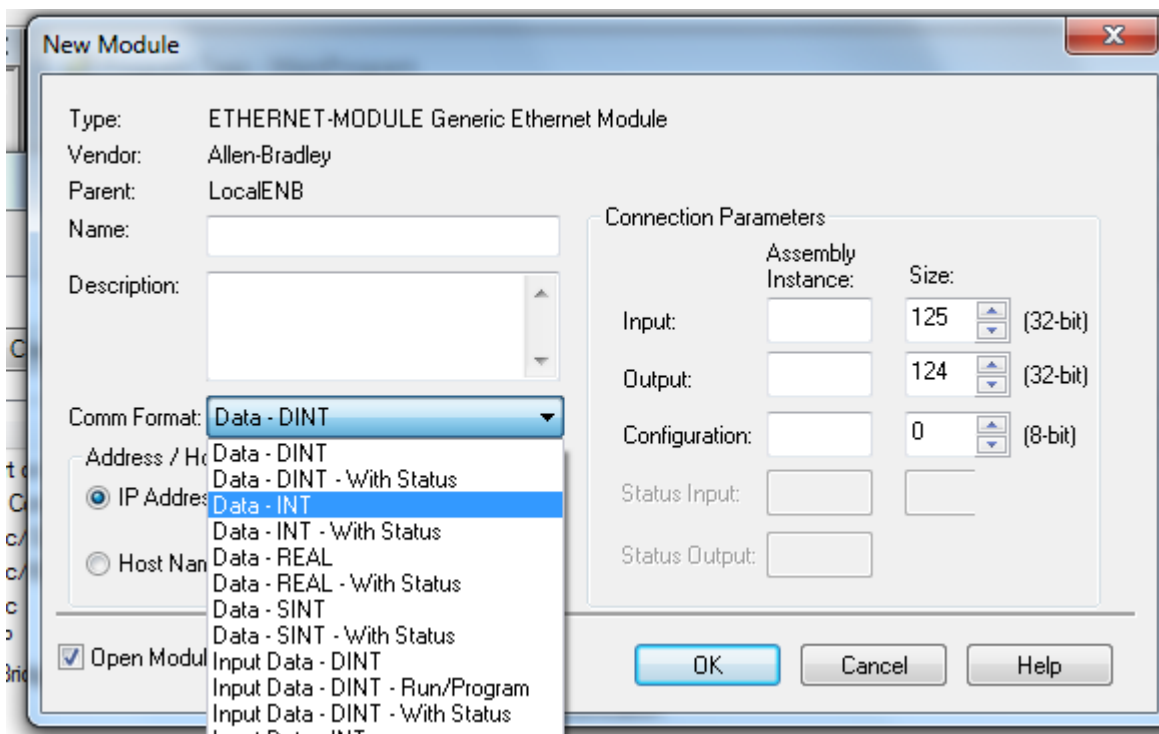 New Module
Type: ETHERNET-MODULE Generic Ethernet Module
Vendor: Allen-Bradley
Parent: LocalENB
Name:
Description:
Comm Format: Data - DINT
Data - DINT
Data - DINT - With Status
Data - INT
Data - INT - With Status
Data - REAL
Data - REAL - With Status
Data - SINT
Data - SINT - With Status
Input Data - DINT
Input Data - DINT - Run/Program
Input Data - DINT - With Status
Input Data - INT
Address / Ho
IP Addre
Host Nan
Open Modul
Connection Parameters
Assembly
Instance: Size:
Input: 125 (32-bit)
Output: 124 (32-bit)
Configuration: 0 (8-bit)
Status Input:
Status Output:
OK Cancel Help